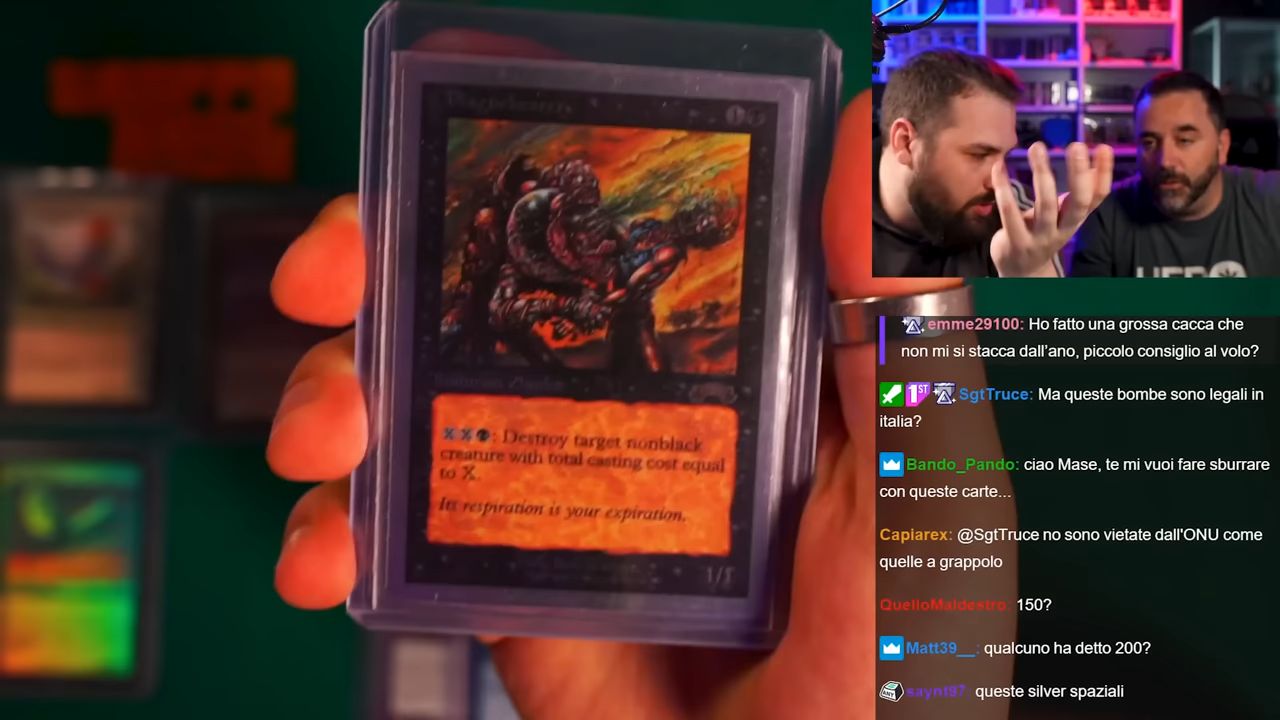 Plaguebearer
XX: Destroy target nonblack
creature with total casting cost equal
to X.
Its respiration is your expiration.
1/1
HERO
emme29100: Ho fatto una grossa cacca che
non mi si stacca dall'ano, piccolo consiglio al volo?
1ST SgtTruce: Ma queste bombe sono legali in
italia?
Bando_Pando: ciao Mase, te mi vuoi fare sburrare
con queste carte...
Capiarex: @SgtTruce no sono vietate dall'ONU come
quelle a grappolo
QuelloMaldestro: 150?
Matt39__: qualcuno ha detto 200?
saynt97: queste silver spaziali